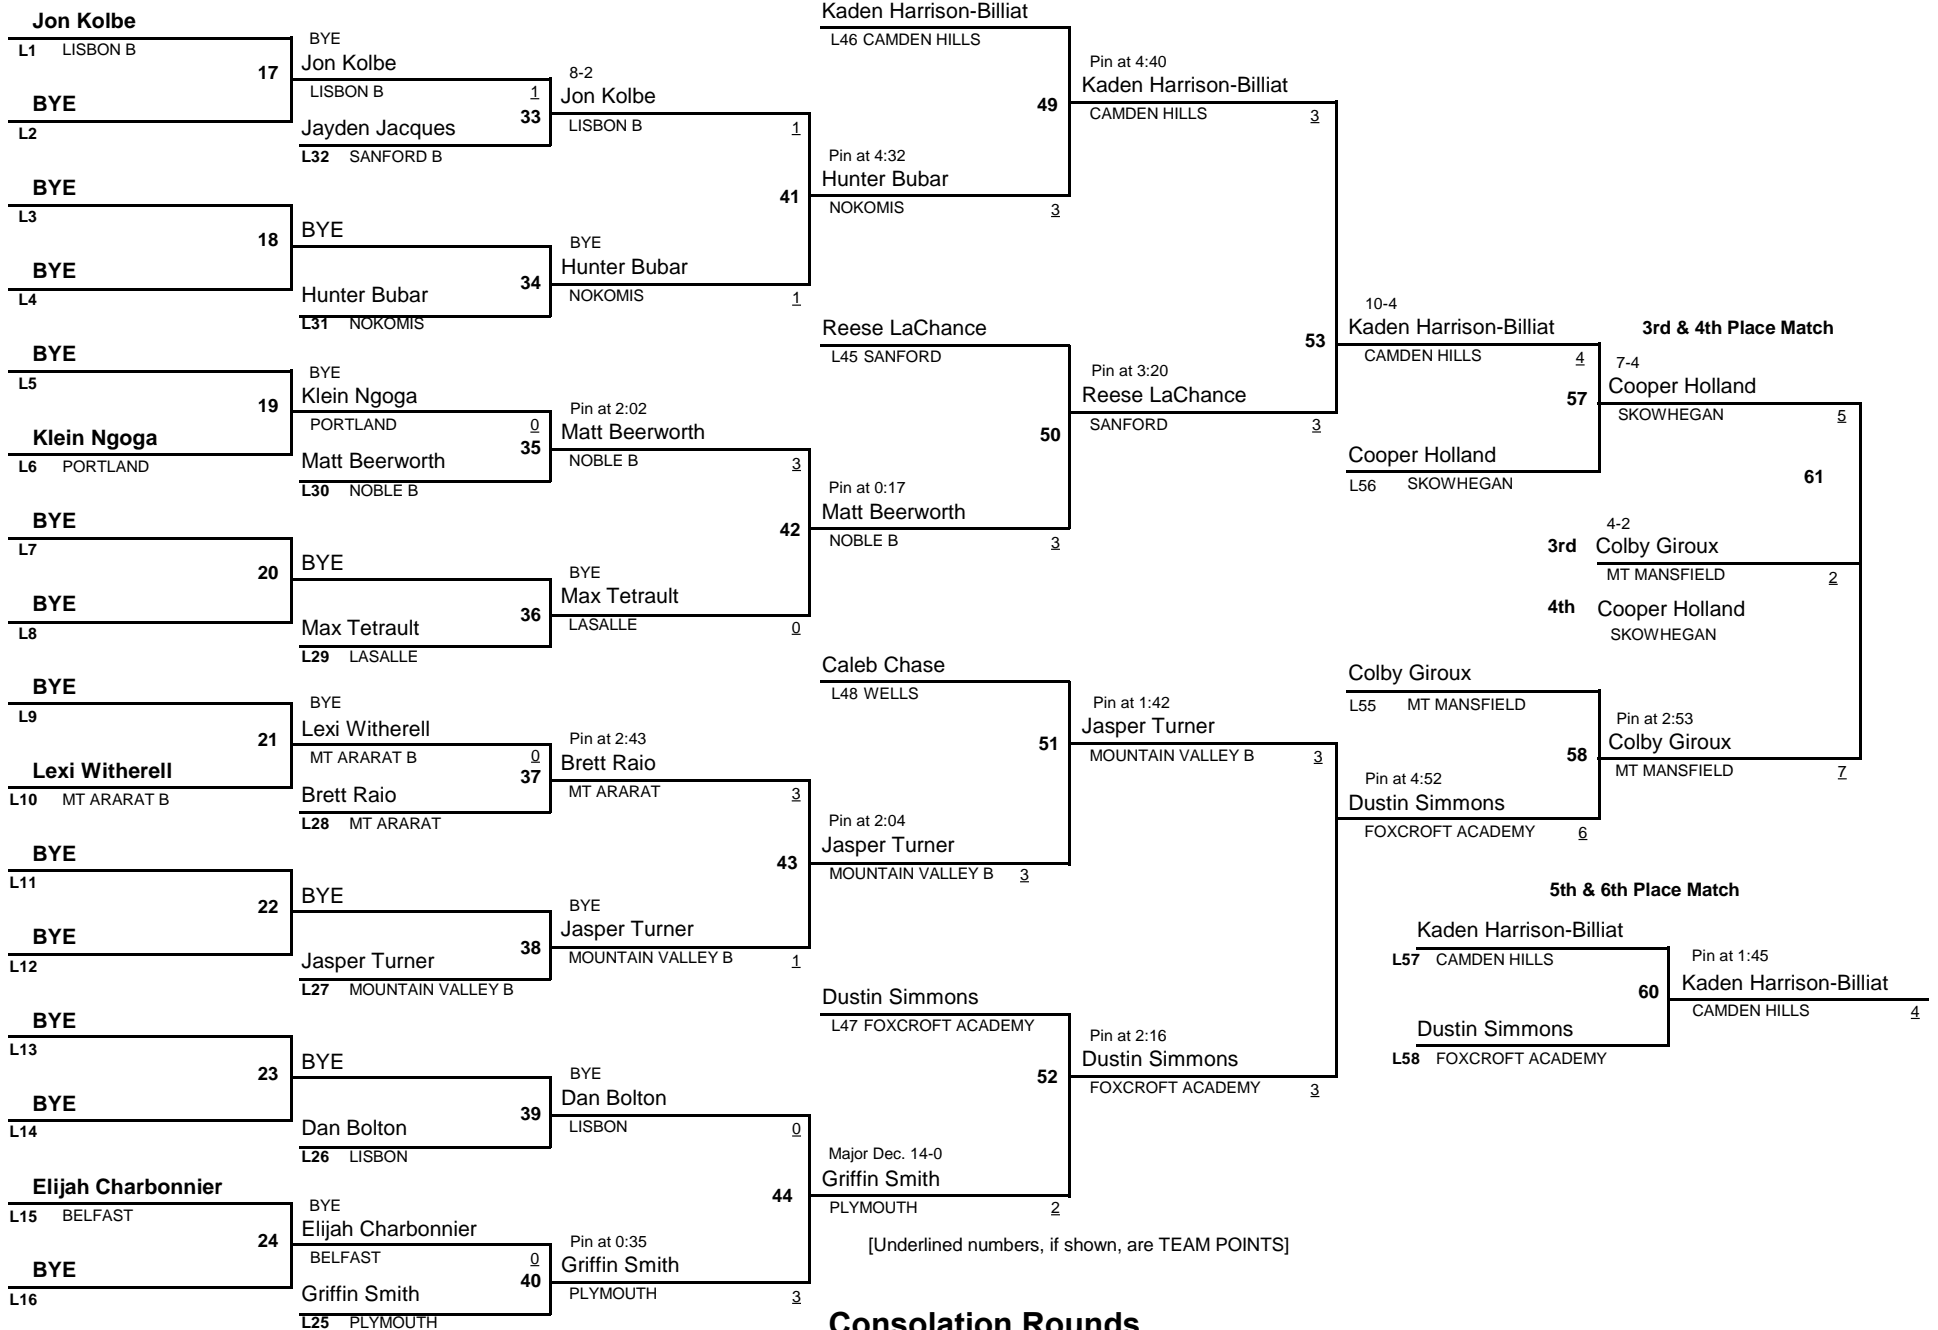 Jon Kolbe
L1 LISBON B
17
BYE
L2
BYE
L3
18
BYE
L4
BYE
L5
19
Klein Ngoga
L6 PORTLAND
BYE
L7
20
BYE
L8
BYE
L9
21
Lexi Witherell
L10 MT ARARAT B
BYE
L11
22
BYE
L12
BYE
L13
23
BYE
L14
Elijah Charbonnier
L15 BELFAST
24
BYE
L16
BYE
Jon Kolbe
LISBON B 1
33
Jayden Jacques
L32 SANFORD B
BYE
34
Hunter Bubar
L31 NOKOMIS
BYE
Klein Ngoga
PORTLAND 0
35
Matt Beerworth
L30 NOBLE B
BYE
36
Max Tetrault
L29 LASALLE
BYE
Lexi Witherell
MT ARARAT B 0
37
Brett Raio
L28 MT ARARAT
BYE
38
Jasper Turner
L27 MOUNTAIN VALLEY B
BYE
39
Dan Bolton
L26 LISBON
BYE
Elijah Charbonnier
BELFAST 0
40
Griffin Smith
L25 PLYMOUTH
8-2
Jon Kolbe
LISBON B 1
41
BYE
Hunter Bubar
NOKOMIS 1
Pin at 2:02
Matt Beerworth
NOBLE B 3
42
BYE
Max Tetrault
LASALLE 0
Pin at 2:43
Brett Raio
MT ARARAT 3
43
BYE
Jasper Turner
MOUNTAIN VALLEY B 1
BYE
Dan Bolton
LISBON 0
44
Pin at 0:35
Griffin Smith
PLYMOUTH 3
Kaden Harrison-Billiat
L46 CAMDEN HILLS
49
Pin at 4:32
Hunter Bubar
NOKOMIS 3
Reese LaChance
L45 SANFORD
50
Pin at 0:17
Matt Beerworth
NOBLE B 3
Caleb Chase
L48 WELLS
51
Pin at 2:04
Jasper Turner
MOUNTAIN VALLEY B 3
Dustin Simmons
L47 FOXCROFT ACADEMY
52
Major Dec. 14-0
Griffin Smith
PLYMOUTH 2
Pin at 4:40
Kaden Harrison-Billiat
CAMDEN HILLS 3
53
Pin at 3:20
Reese LaChance
SANFORD 3
Pin at 1:42
Jasper Turner
MOUNTAIN VALLEY B 3
Pin at 2:16
Dustin Simmons
FOXCROFT ACADEMY 3
10-4
Kaden Harrison-Billiat
CAMDEN HILLS 4
57
Cooper Holland
L56 SKOWHEGAN
Colby Giroux
L55 MT MANSFIELD
58
Pin at 4:52
Dustin Simmons
FOXCROFT ACADEMY 6
3rd & 4th Place Match
7-4
Cooper Holland
SKOWHEGAN 5
61
4-2
3rd Colby Giroux
MT MANSFIELD 2
4th Cooper Holland
SKOWHEGAN
Pin at 2:53
Colby Giroux
MT MANSFIELD 7
5th & 6th Place Match
Kaden Harrison-Billiat
L57 CAMDEN HILLS
60
Dustin Simmons
L58 FOXCROFT ACADEMY
Pin at 1:45
Kaden Harrison-Billiat
CAMDEN HILLS 4
[Underlined numbers, if shown, are TEAM POINTS]
Consolation Rounds